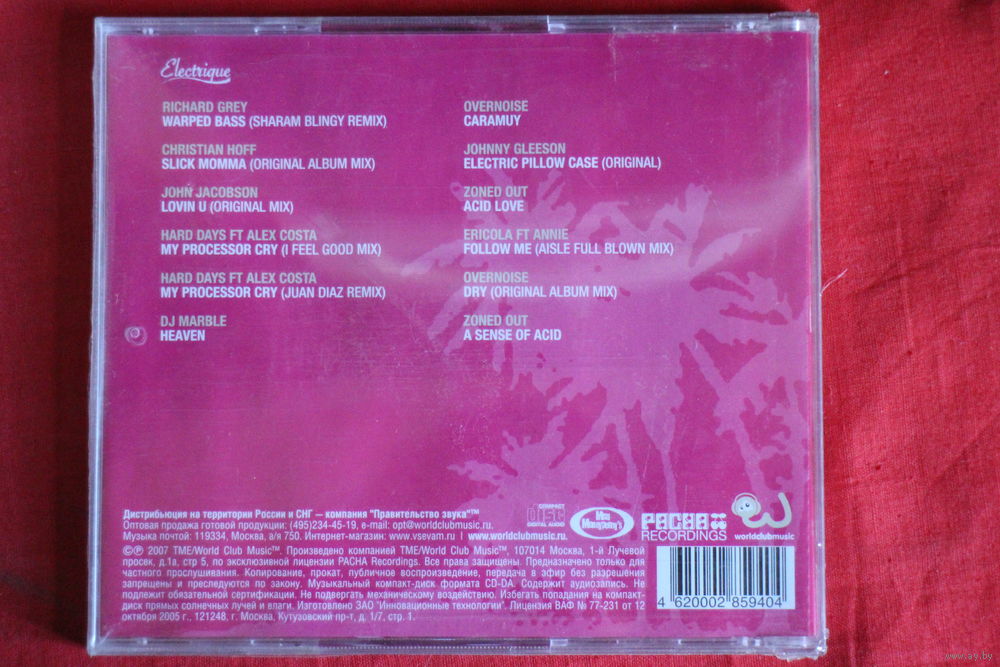 Electrique
RICHARD GREY
WARPED BASS (SHARAM BLINGY REMIX)
CHRISTIAN HOFF
SLICK MOMMA (ORIGINAL ALBUM MIX)
JOHN JACOBSON
LOVIN U (ORIGINAL MIX)
HARD DAYS FT ALEX COSTA
MY PROCESSOR CRY (I FEEL GOOD MIX)
HARD DAYS FT ALEX COSTA
MY PROCESSOR CRY (JUAN DIAZ REMIX)
DJ MARBLE
HEAVEN
OVERNOISE
CARAMUY
JOHNNY GLEESON
ELECTRIC PILLOW CASE (ORIGINAL)
ZONED OUT
ACID LOVE
ERICOLA FT ANNIE
FOLLOW ME (AISLE FULL BLOWN MIX)
OVERNOISE
DRY (ORIGINAL ALBUM MIX)
ZONED OUT
A SENSE OF ACID
Дистрибьюция на территории России и СНГ — компания "Правительство звука"™
Оптовая продажа готовой продукции: (495)234-45-19, e-mail: opt@worldclubmusic.ru.
Музыка почтой: 119334, Москва, а/я 750. Интернет-магазин: www.vsevam.ru | www.worldclubmusic.ru.
©℗ 2007 TME/World Club Music™. Произведено компанией TME/World Club Music™, 107014 Москва, 1-й Лучевой
просек, д.1а, стр 5, по эксклюзивной лицензии PACHA Recordings. Все права защищены. Предназначено только для
частного прослушивания. Копирование, прокат, публичное воспроизведение, передача в эфир без разрешения
запрещены и преследуются по закону. Музыкальный компакт-диск формата CD-DA. Содержит аудиозапись. Не
подлежит обязательной сертификации. Не подвергать механическому воздействию. Избегать попадания на компакт-
диск прямых солнечных лучей и влаги. Изготовлено ЗАО "Инновационные технологии". Лицензия ВАФ № 77-231 от 12
октября 2005 г., 121248, г. Москва, Кутузовский пр-т, д. 1/7, стр. 1.
COMPACT
DISC
DIGITAL AUDIO
PACHA
RECORDINGS
worldclubmusic
4 620002 859404
www.ay.by